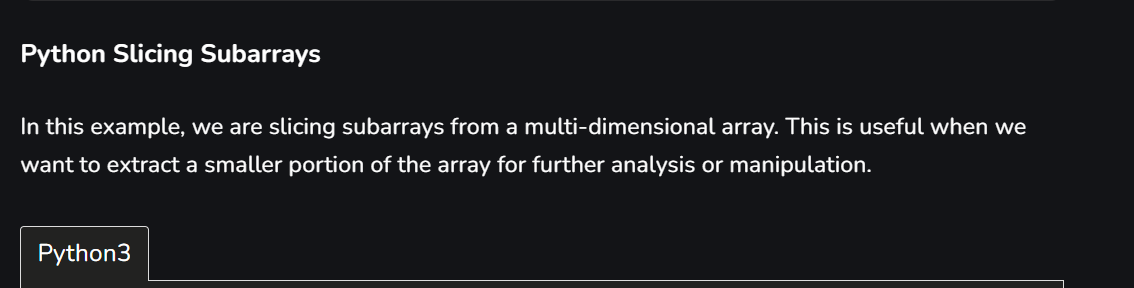 Python Slicing Subarrays
In this example, we are slicing subarrays from a multi-dimensional array. This is useful when we
want to extract a smaller portion of the array for further analysis or manipulation.
Python3